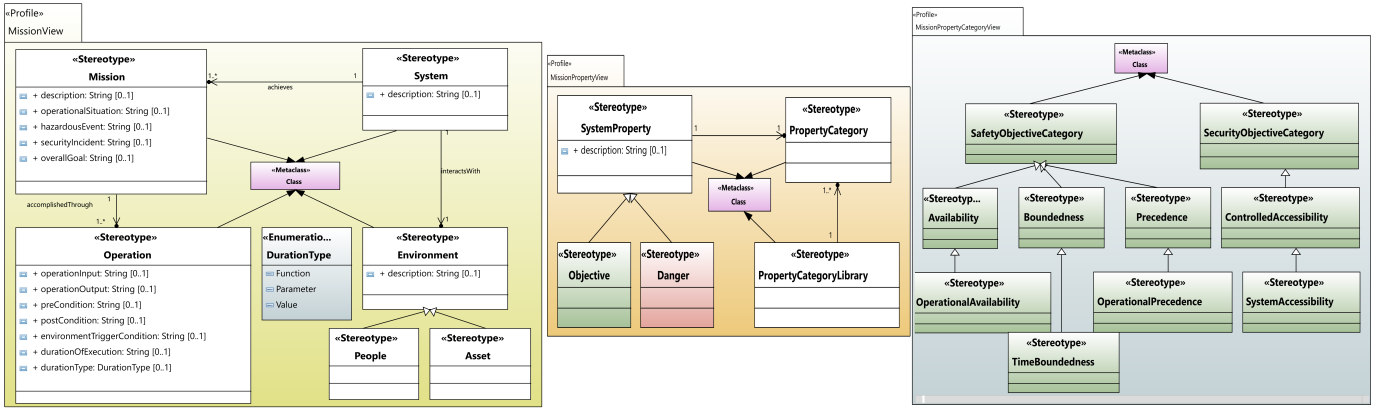 «Profile»
MissionView
«Stereotype»
Mission
+ description: String [0..1]
+ operationalSituation: String [0..1]
+ hazardousEvent: String [0..1]
+ securityIncident: String [0..1]
+ overallGoal: String [0..1]
1..*
1
achieves
«Stereotype»
System
+ description: String [0..1]
«Metaclass»
Class
1
interactsWith
1
accomplishedThrough
1
1..*
«Stereotype»
Operation
+ operationInput: String [0..1]
+ operationOutput: String [0..1]
+ preCondition: String [0..1]
+ postCondition: String [0..1]
+ environmentTriggerCondition: String [0..1]
+ durationOfExecution: String [0..1]
+ durationType: DurationType [0..1]
«Enumeratio...
DurationType
Function
Parameter
Value
«Stereotype»
Environment
+ description: String [0..1]
«Stereotype»
People
«Stereotype»
Asset
«Profile»
MissionPropertyView
«Stereotype»
SystemProperty
+ description: String [0..1]
1
1
«Stereotype»
PropertyCategory
«Metaclass»
Class
1..*
1
«Stereotype»
Objective
«Stereotype»
Danger
«Stereotype»
PropertyCategoryLibrary
«Profile»
MissionPropertyCategoryView
«Metaclass»
Class
«Stereotype»
SafetyObjectiveCategory
«Stereotype»
SecurityObjectiveCategory
«Stereotyp...
Availability
«Stereotype»
Boundedness
«Stereotype»
Precedence
«Stereotype»
ControlledAccessibility
«Stereotype»
OperationalAvailability
«Stereotype»
OperationalPrecedence
«Stereotype»
SystemAccessibility
«Stereotype»
TimeBoundedness